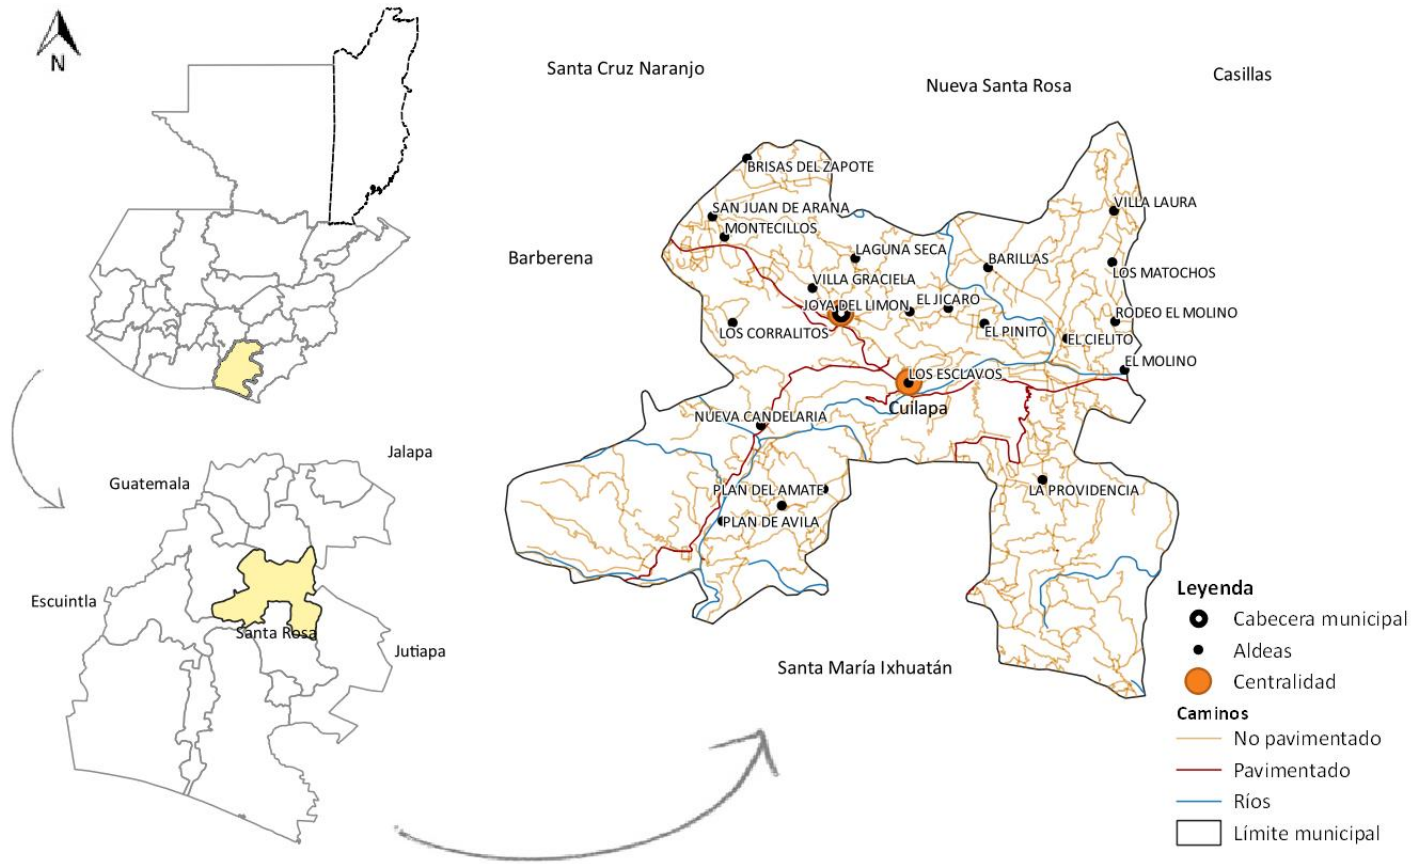 N
Santa Cruz Naranjo
Nueva Santa Rosa
Casillas
Barberena
BRISAS DEL ZAPOTE
SAN JUAN DE ARANA
MONTECILLOS
LAGUNA SECA
VILLA GRACIELA
JOYA DEL LIMON
EL JICARO
BARILLAS
VILLA LAURA
LOS MATOCHOS
RODEO EL MOLINO
LOS CORRALITOS
EL PINITO
EL CIELITO
EL MOLINO
LOS ESCLAVOS
Cuilapa
NUEVA CANDELARIA
PLAN DEL AMATE
PLAN DE AVILA
LA PROVIDENCIA
Santa María Ixhuatán
Jalapa
Guatemala
Escuintla
Santa Rosa
Jutiapa
Leyenda
Cabecera municipal
Aldeas
Centralidad
Caminos
No pavimentado
Pavimentado
Ríos
Límite municipal